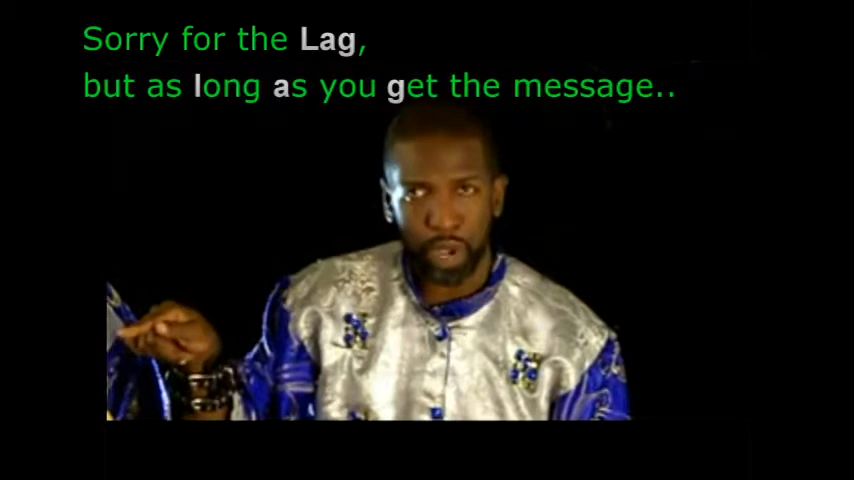 Sorry for the Lag,
but as long as you get the message..